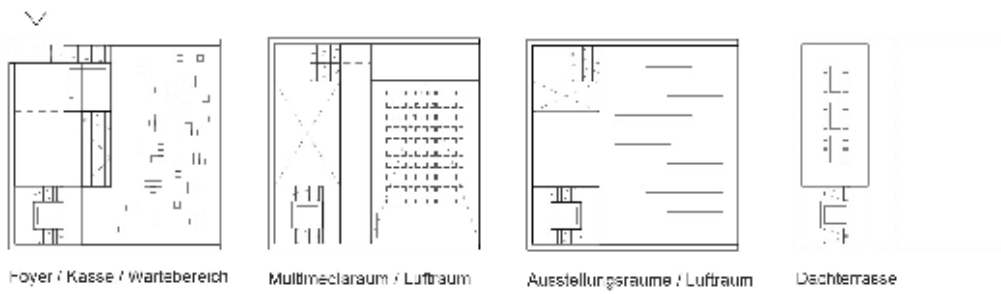 Foyer / Kasse / Wartebereich
Multimediaraum / Luftraum
Ausstellungsräume / Luftraum
Dachterrasse